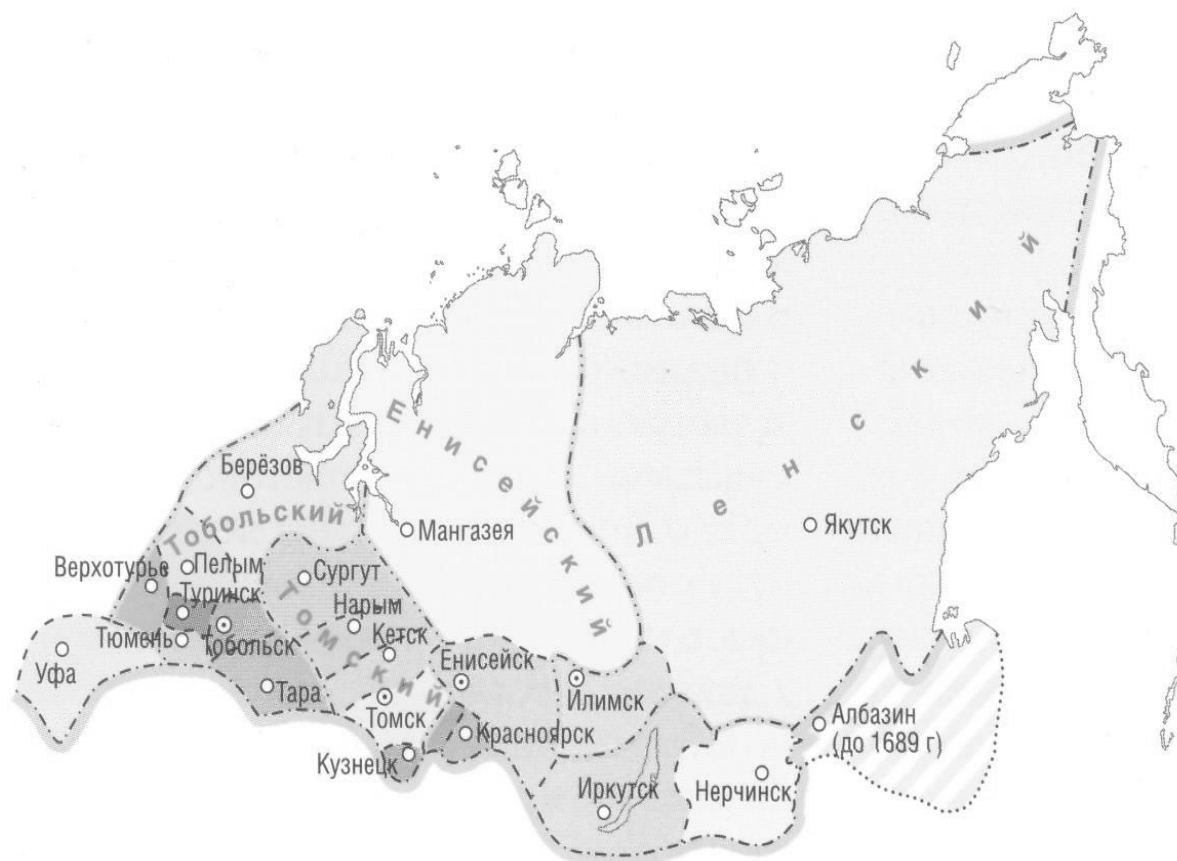 Енисейский
Ленский
Берёзов
Тобольский
Мангазея
Якутск
Верхотурье
Пелым
Сургут
Туринск
Томский
Нарым
Тюмень
Тобольск
Кетск
Уфа
Енисейск
Илимск
Тара
Томск
Красноярск
Албазин
(до 1689 г)
Кузнецк
Иркутск
Нерчинск